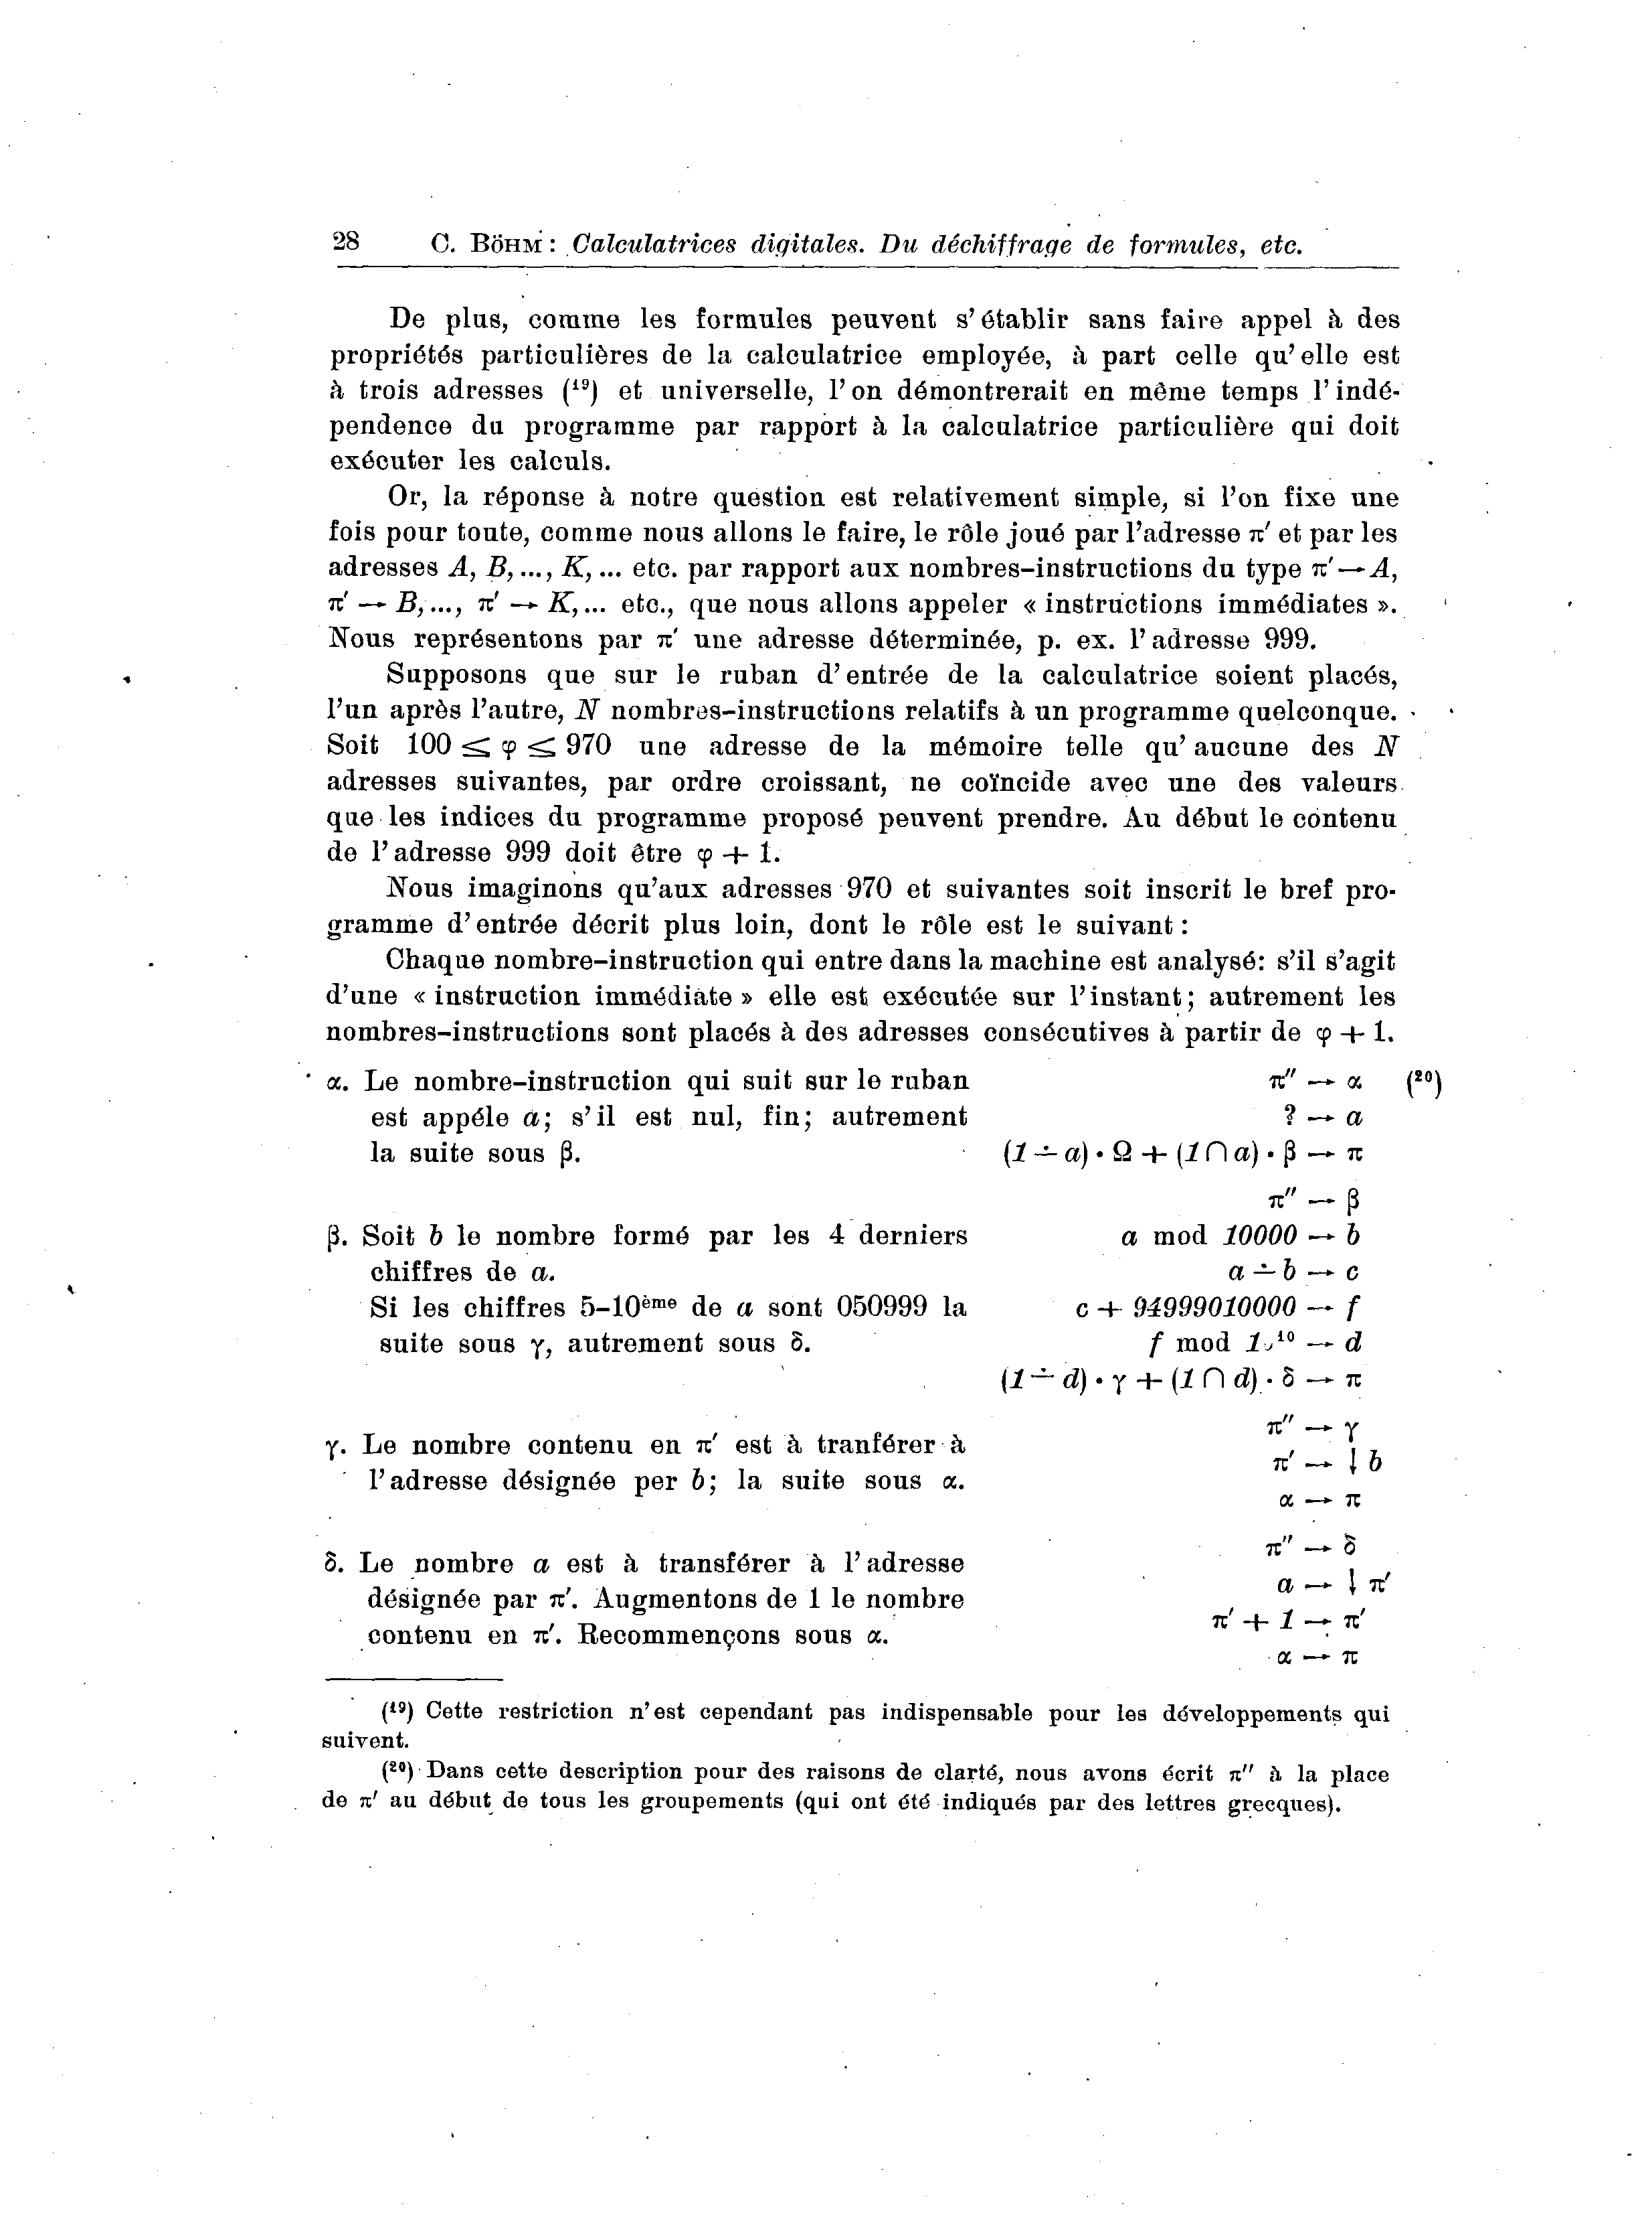 28 C. BÖHM: Calculatrices digitales. Du déchiffrage de formules, etc.
De plus, comme les formules peuvent s'établir sans faire appel à des
propriétés particulières de la calculatrice employée, à part celle qu'elle est
à trois adresses (¹⁹) et universelle, l'on démontrerait en même temps l'indé-
pendence du programme par rapport à la calculatrice particulière qui doit
exécuter les calculs.
Or, la réponse à notre question est relativement simple, si l'on fixe une
fois pour toute, comme nous allons le faire, le rôle joué par l'adresse π′ et par les
adresses A, B, ..., K, ... etc. par rapport aux nombres-instructions du type π′ → A,
π′ → B, ..., π′ → K, ... etc., que nous allons appeler « instructions immédiates ».
Nous représentons par π′ une adresse déterminée, p. ex. l'adresse 999.
Supposons que sur le ruban d'entrée de la calculatrice soient placés,
l'un après l'autre, N nombres-instructions relatifs à un programme quelconque.
Soit 100 ≤ φ ≤ 970 une adresse de la mémoire telle qu'aucune des N
adresses suivantes, par ordre croissant, ne coïncide avec une des valeurs
que les indices du programme proposé peuvent prendre. Au début le contenu
de l'adresse 999 doit être φ + 1.
Nous imaginons qu'aux adresses 970 et suivantes soit inscrit le bref pro-
gramme d'entrée décrit plus loin, dont le rôle est le suivant:
Chaque nombre-instruction qui entre dans la machine est analysé: s'il s'agit
d'une « instruction immédiate » elle est exécutée sur l'instant; autrement les
nombres-instructions sont placés à des adresses consécutives à partir de φ + 1.
α. Le nombre-instruction qui suit sur le ruban π″ → α (²⁰)
est appéle a; s'il est nul, fin; autrement ? → a
la suite sous β. (1 ∸ a) · Ω + (1 ∩ a) · β → π
π″ → β
β. Soit b le nombre formé par les 4 derniers a mod 10000 → b
chiffres de a. a ∸ b → c
Si les chiffres 5-10ème de a sont 050999 la c + 94999010000 → f
suite sous γ, autrement sous δ. f mod 1.,¹⁰ → d
(1 ∸ d) · γ + (1 ∩ d) · δ → π
π″ → γ
γ. Le nombre contenu en π′ est à tranférer à π′ → ↓ b
l'adresse désignée per b; la suite sous α. α → π
π″ → δ
δ. Le nombre a est à transférer à l'adresse a → ↓ π′
désignée par π′. Augmentons de 1 le nombre π′ + 1 → π′
contenu en π′. Recommençons sous α. α → π
(¹⁹) Cette restriction n'est cependant pas indispensable pour les développements qui
suivent.
(²⁰) Dans cette description pour des raisons de clarté, nous avons écrit π″ à la place
de π′ au début de tous les groupements (qui ont été indiqués par des lettres grecques).